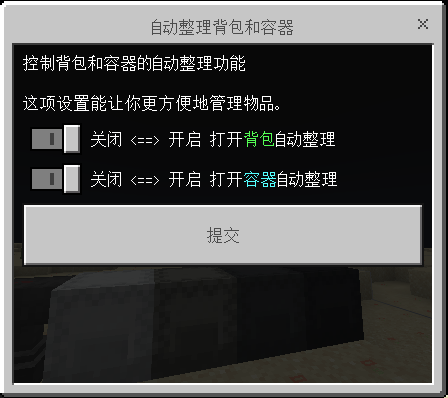 自动整理背包和容器
控制背包和容器的自动整理功能
这项设置能让你更方便地管理物品。
关闭 <==> 开启 打开背包自动整理
关闭 <==> 开启 打开容器自动整理
提交